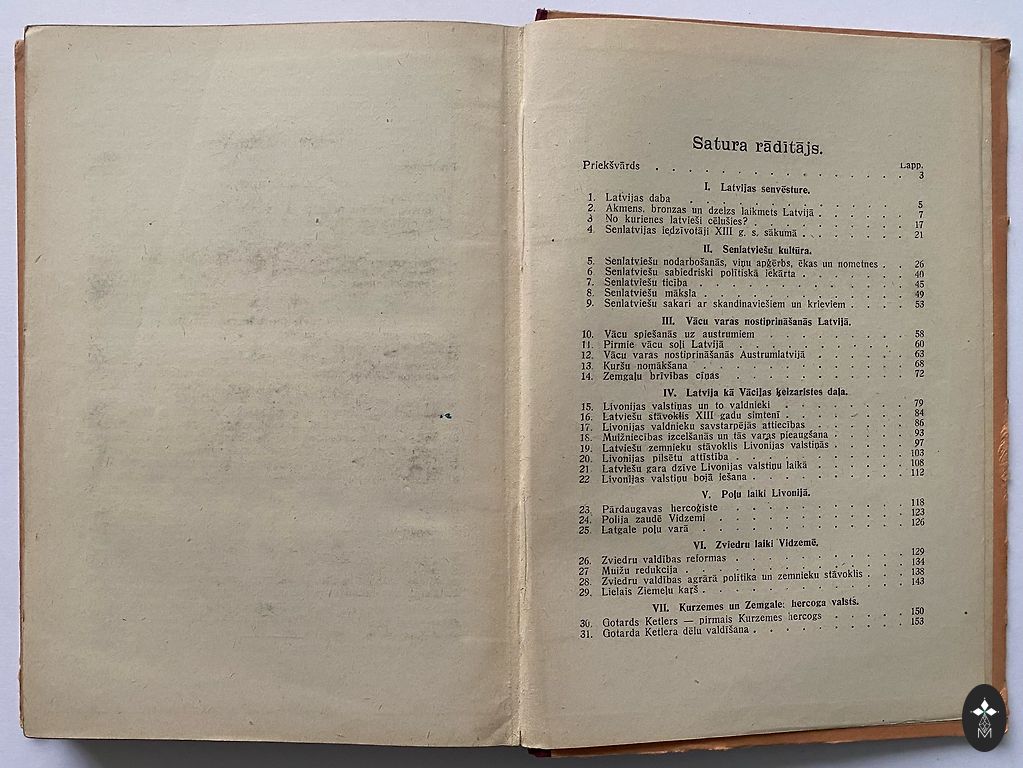 Satura rādītājs.
Lapp.
Priekšvārds . . . . . . . . . . . . . . . 3
I. Latvijas senvēsture.
1. Latvijas daba . . . . . . . . . . . . . 5
2. Akmens, bronzas un dzelzs laikmets Latvijā . . . . . . 7
3 No kurienes latvieši cēlušies? . . . . . . . . . 17
4. Senlatvijas iedzīvotāji XIII g. s. sākumā . . . . . . . 21
II. Senlatviešu kultūra.
5. Senlatviešu nodarbošanās, viņu apģērbs, ēkas un nometnes . . 26
6. Senlatviešu sabiedriski polītiskā iekārta . . . . . . . 40
7. Senlatviešu ticība . . . . . . . . . . . . 45
8. Senlatviešu māksla . . . . . . . . . . . . 49
9. Senlatviešu sakari ar skandinaviešiem un krieviem . . . . 53
III. Vācu varas nostiprināšanās Latvijā.
10. Vācu spiešanās uz austrumiem . . . . . . . . 58
11. Pirmie vācu soļi Latvijā . . . . . . . . . . 60
12. Vācu varas nostiprināšanās Austrumlatvijā . . . . . . 63
13. Kuršu nomākšana . . . . . . . . . . . . 68
14. Zemgaļu brīvības cīņas . . . . . . . . . . 72
IV. Latvija kā Vācijas ķeizaristes daļa.
15. Livonijas valstiņas un to valdnieki . . . . . . . . 79
16. Latviešu stāvoklis XIII gadu simtenī . . . . . . . 84
17. Livonijas valdnieku savstarpējās attiecības . . . . . . 86
18. Muižniecības izcelšanās un tās varas pieaugšana . . . . . 93
19. Latviešu zemnieku stāvoklis Livonijas valstiņās . . . . . 97
20. Livonijas pilsētu attīstība . . . . . . . . . . 103
21. Latviešu gara dzīve Livonijas valstiņu laikā . . . . . . 108
22 Livonijas valstiņu bojā iešana . . . . . . . . . 112
V. Poļu laiki Livonijā.
23. Pārdaugavas hercoģiste . . . . . . . . . . 118
24. Polija zaudē Vidzemi . . . . . . . . . . . 123
25. Latgale poļu varā . . . . . . . . . . . . 126
VI. Zviedru laiki Vidzemē.
26. Zviedru valdības reformas . . . . . . . . . . 129
27 Muižu redukcija . . . . . . . . . . . . 134
28. Zviedru valdības agrārā polītika un zemnieku stāvoklis . . . 138
29. Lielais Ziemeļu karš . . . . . . . . . . . 143
VII. Kurzemes un Zemgales hercoga valsts.
30. Gotards Ketlers — pirmais Kurzemes hercogs . . . . . 150
31. Gotarda Ketlera dēlu valdīšana . . . . . . . . . 153
M